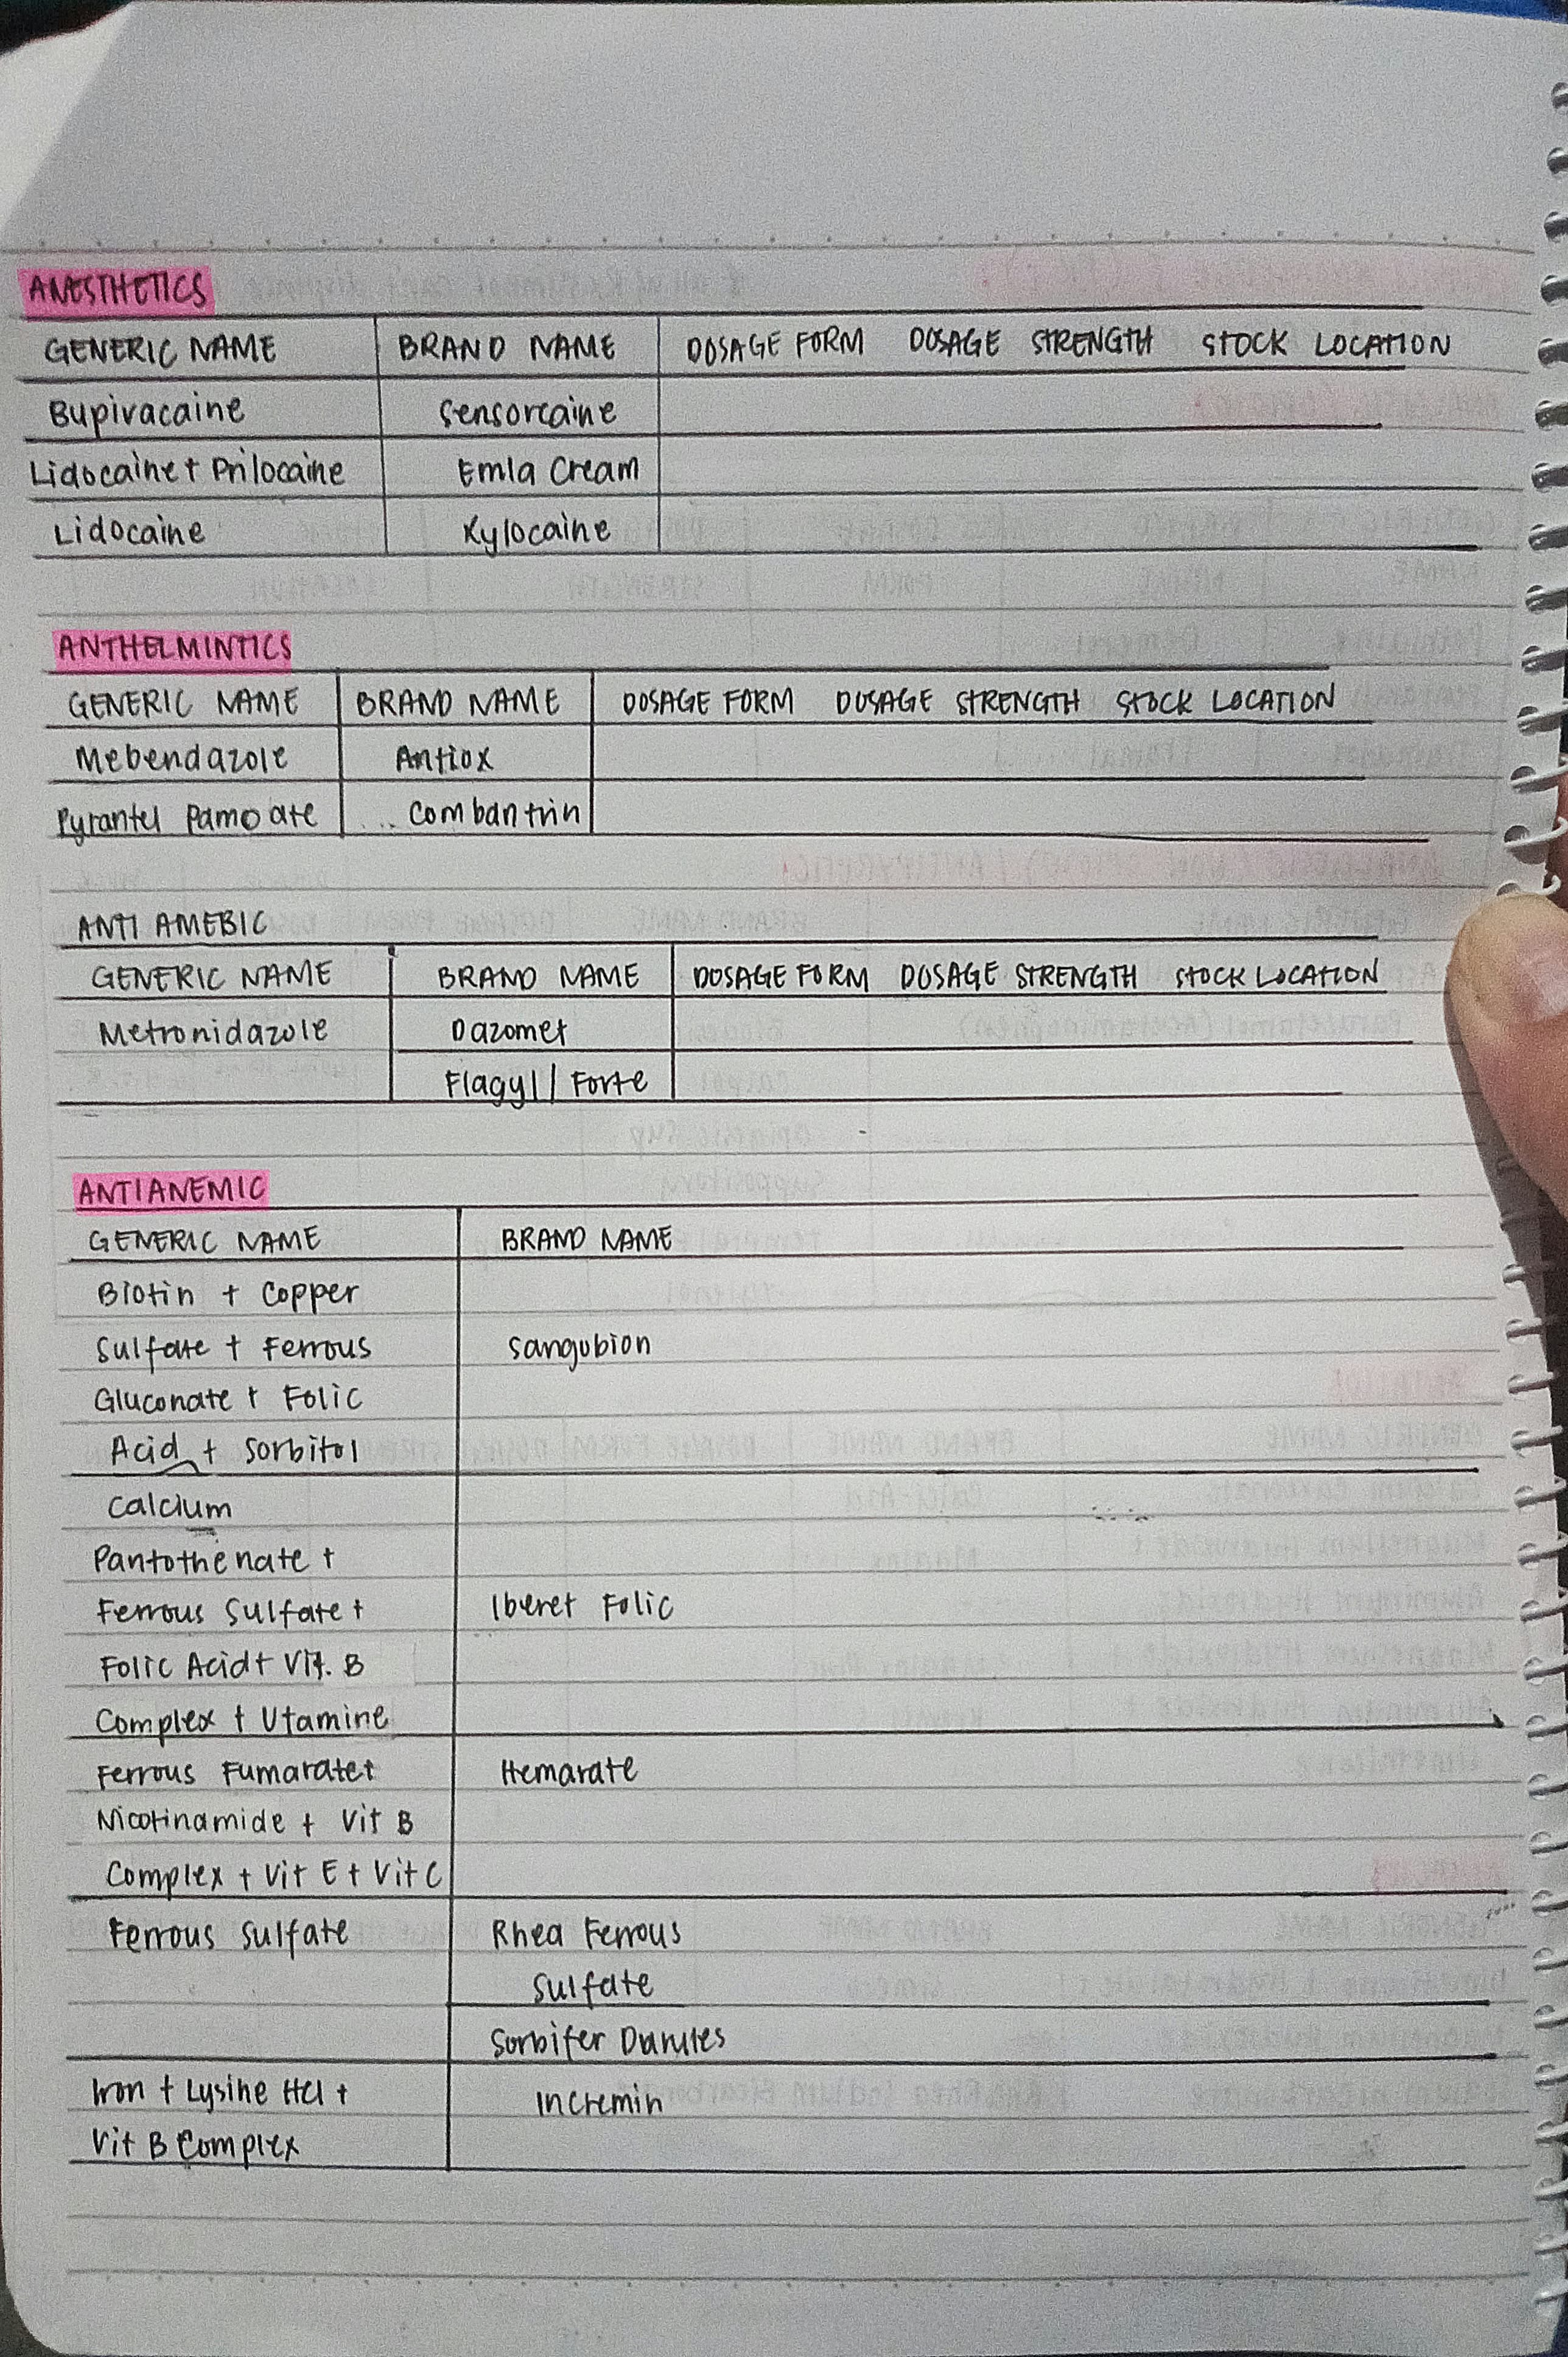 ANESTHETICS
GENERIC NAME BRAND NAME DOSAGE FORM DOSAGE STRENGTH STOCK LOCATION
Bupivacaine Sensorcaine
Lidocaine + Prilocaine Emla Cream
Lidocaine Xylocaine
ANTHELMINTICS
GENERIC NAME BRAND NAME DOSAGE FORM DOSAGE STRENGTH STOCK LOCATION
Mebendazole Antiox
Pyrantel Pamoate Combantrin
ANTI AMEBIC
GENERIC NAME BRAND NAME DOSAGE FORM DOSAGE STRENGTH STOCK LOCATION
Metronidazole Dazomet
Flagyl / Forte
ANTIANEMIC
GENERIC NAME BRAND NAME
Biotin + Copper
Sulfate + Ferrous Sangobion
Gluconate + Folic
Acid + Sorbitol
Calcium
Pantothenate +
Ferrous Sulfate + Iberet Folic
Folic Acid + Vit. B
Complex + Vtamine
Ferrous Fumarate + Hemarate
Nicotinamide + Vit B
Complex + Vit E + Vit C
Ferrous Sulfate Rhea Ferrous
Sulfate
Sorbifer Durules
Iron + Lysine HCl + Incremin
Vit B Complex